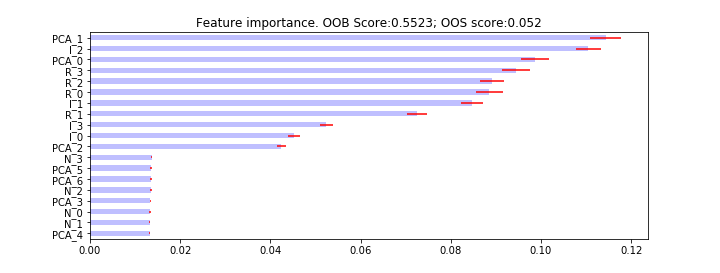 Feature importance. OOB Score:0.5523; OOS score:0.052
PCA_1
I_2
PCA_0
R_3
R_2
R_0
I_1
R_1
I_3
I_0
PCA_2
N_3
PCA_5
PCA_6
N_2
PCA_3
N_0
N_1
PCA_4
0.00 0.02 0.04 0.06 0.08 0.10 0.12